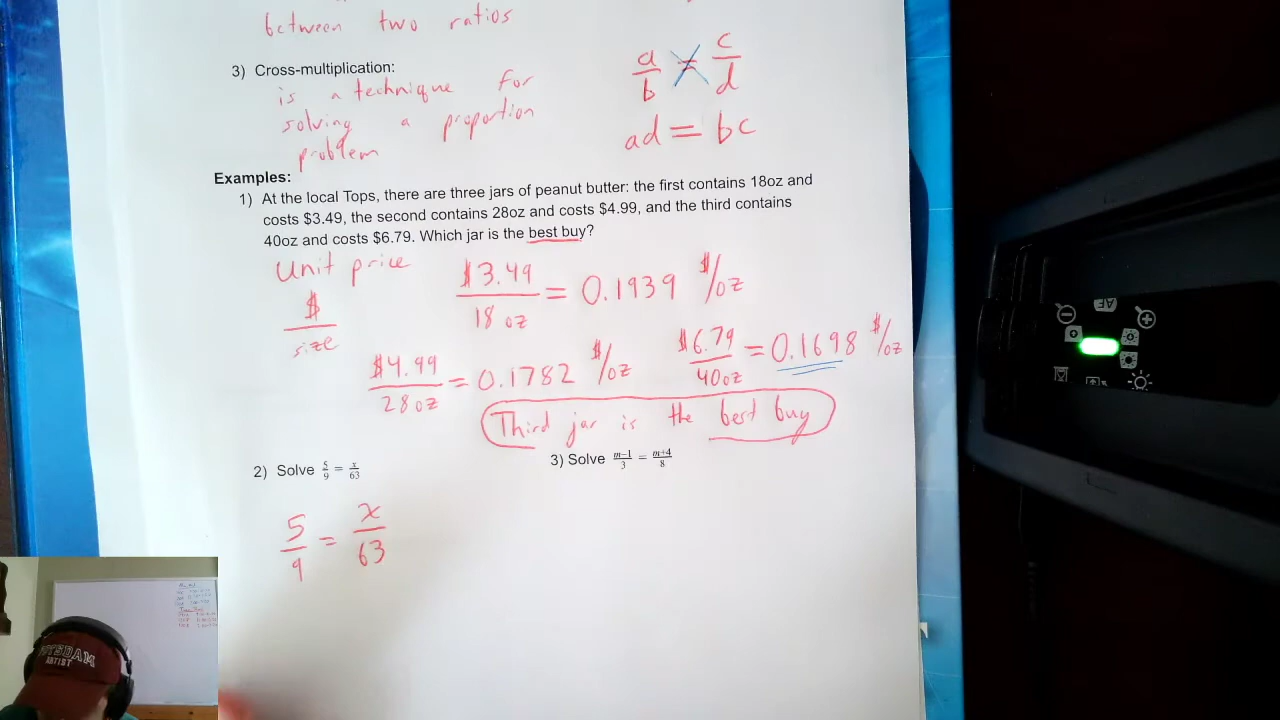 between two ratios
3) Cross-multiplication:
is a technique for
solving a proportion
problem
a/b = c/d
ad = bc
Examples:
1) At the local Tops, there are three jars of peanut butter: the first contains 18oz and
costs $3.49, the second contains 28oz and costs $4.99, and the third contains
40oz and costs $6.79. Which jar is the best buy?
Unit price
$/size
$3.49/18 oz = 0.1939 $/oz
$4.99/28 oz = 0.1782 $/oz
$6.79/40oz = 0.1698 $/oz
Third jar is the best buy
2) Solve 5/9 = x/63
3) Solve m−1/3 = m+4/8
5/9 = x/63
AF
ARTIST